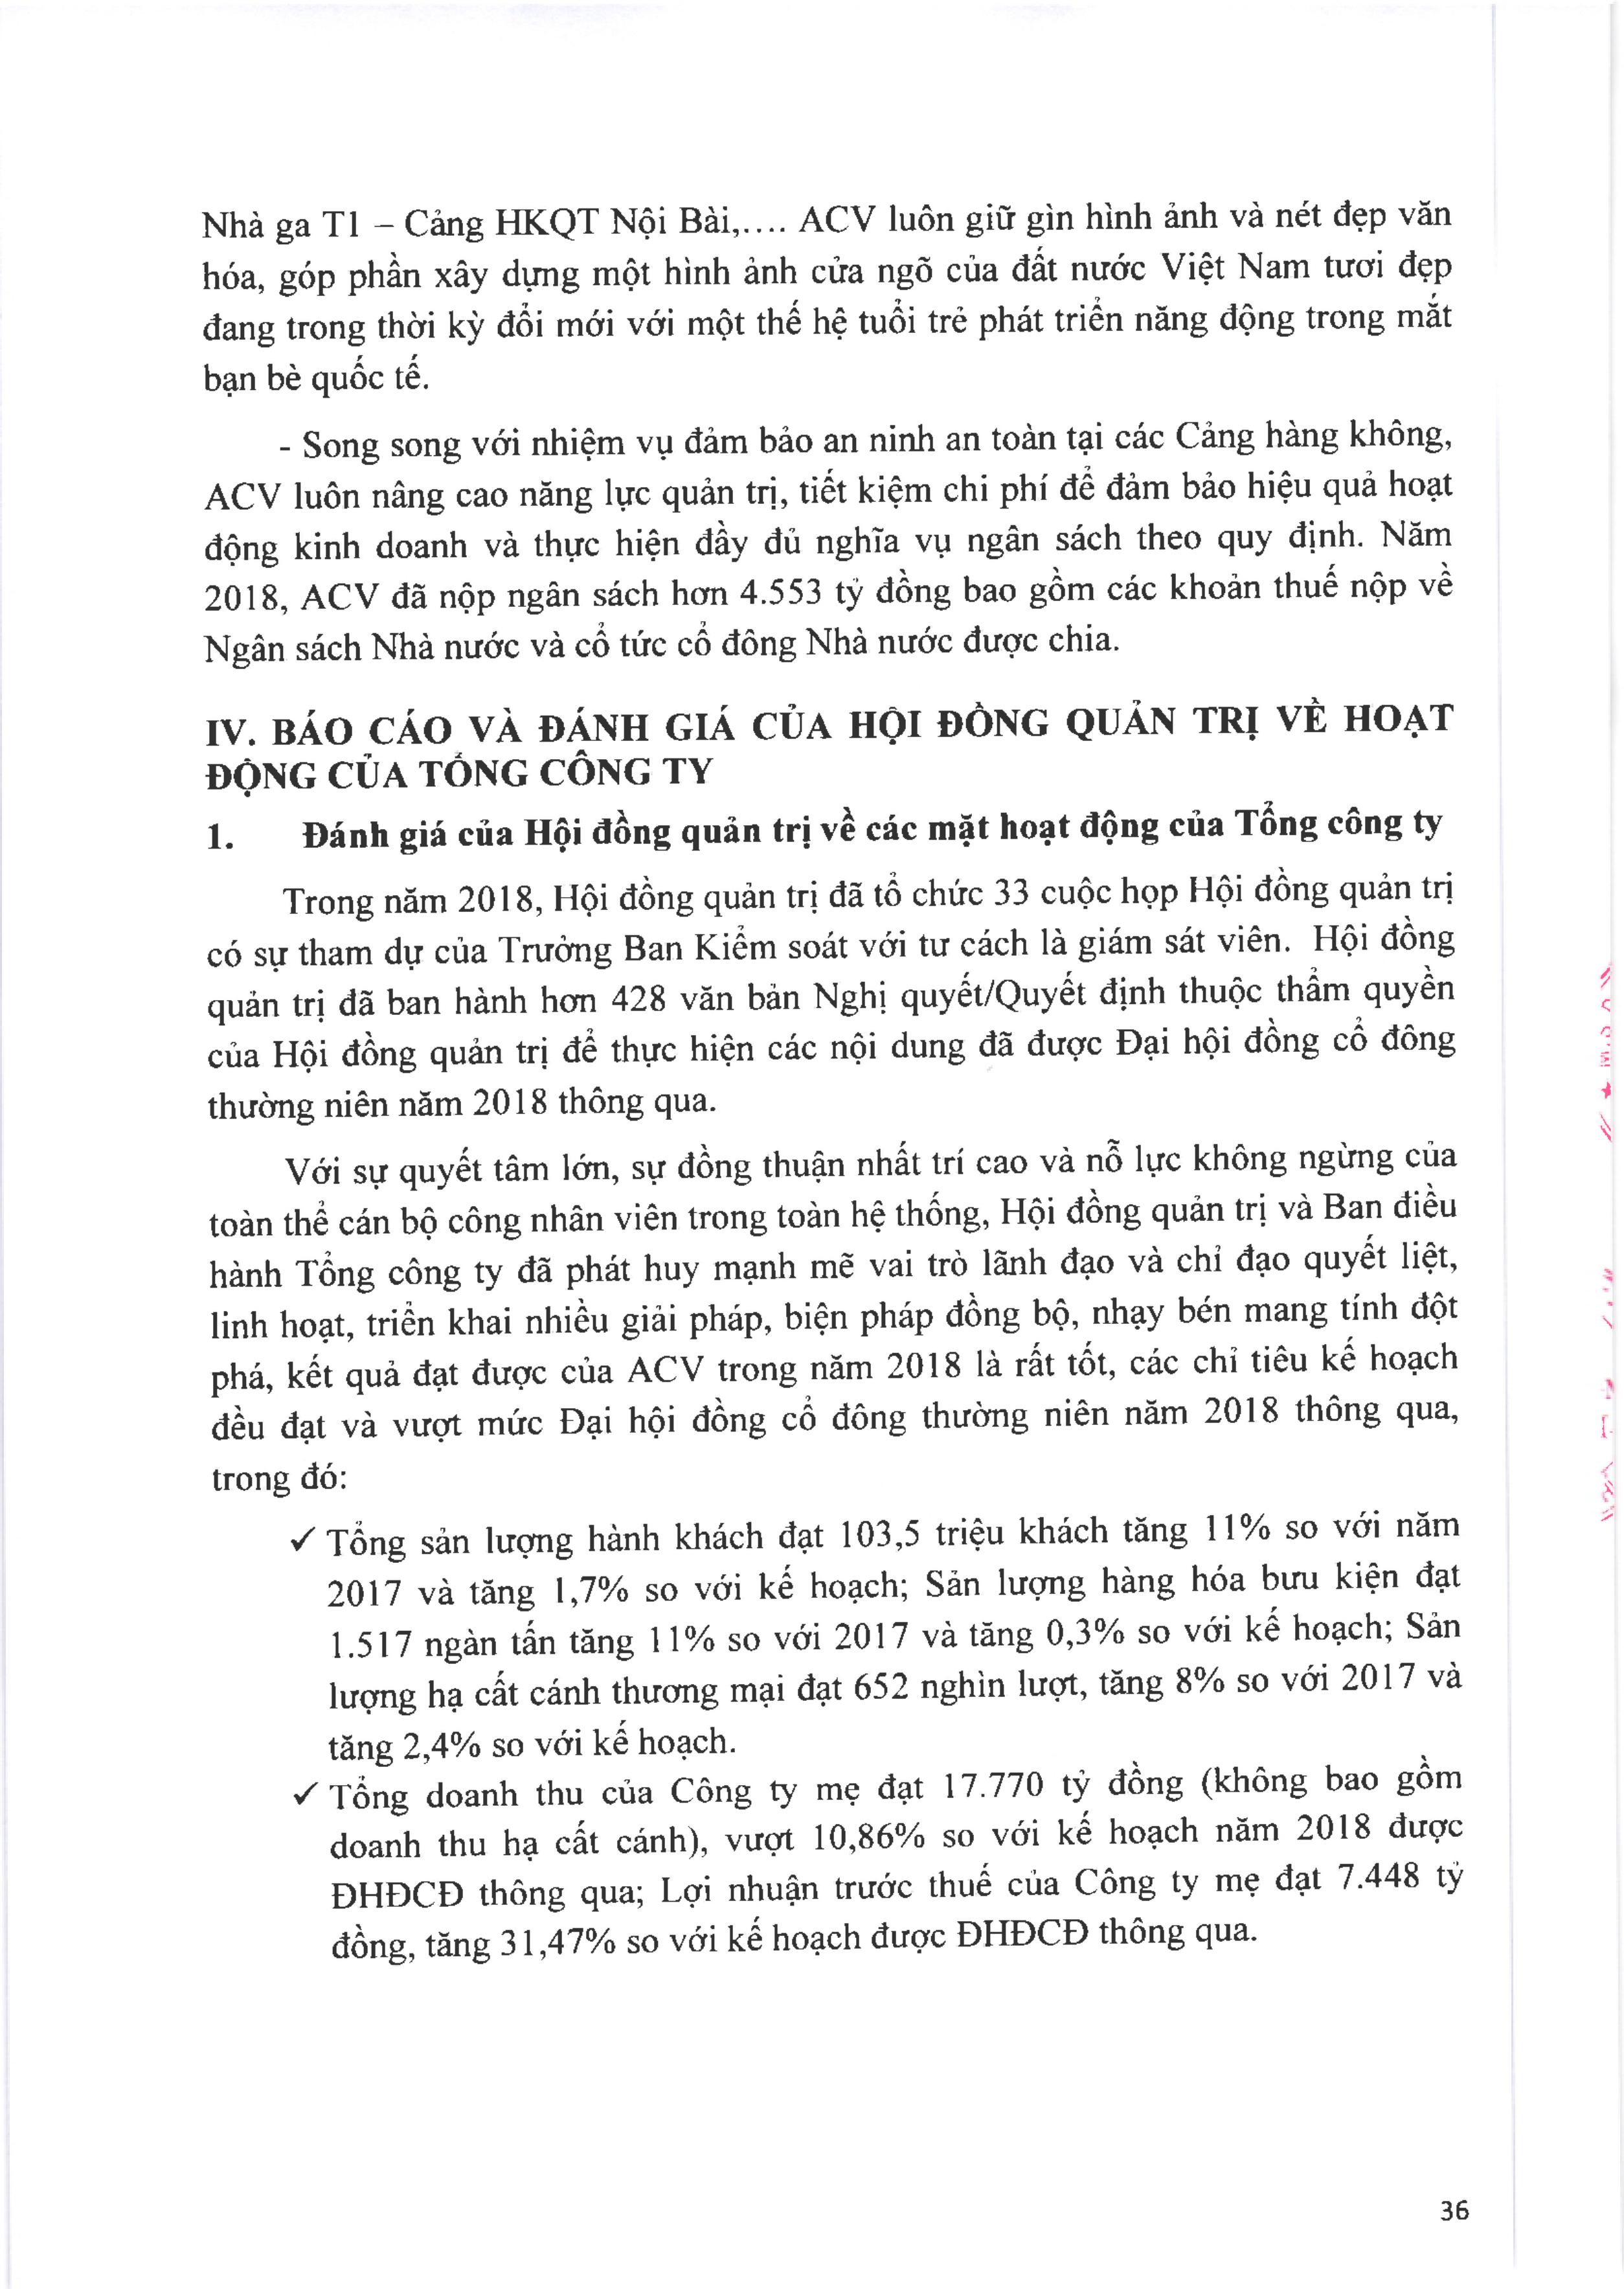 Nhà ga T1 – Cảng HKQT Nội Bài,.... ACV luôn giữ gìn hình ảnh và nét đẹp văn
hóa, góp phần xây dựng một hình ảnh cửa ngõ của đất nước Việt Nam tươi đẹp
đang trong thời kỳ đổi mới với một thế hệ tuổi trẻ phát triển năng động trong mắt
bạn bè quốc tế.
- Song song với nhiệm vụ đảm bảo an ninh an toàn tại các Cảng hàng không,
ACV luôn nâng cao năng lực quản trị, tiết kiệm chi phí để đảm bảo hiệu quả hoạt
động kinh doanh và thực hiện đầy đủ nghĩa vụ ngân sách theo quy định. Năm
2018, ACV đã nộp ngân sách hơn 4.553 tỷ đồng bao gồm các khoản thuế nộp về
Ngân sách Nhà nước và cổ tức cổ đông Nhà nước được chia.
IV. BÁO CÁO VÀ ĐÁNH GIÁ CỦA HỘI ĐỒNG QUẢN TRỊ VỀ HOẠT
ĐỘNG CỦA TỔNG CÔNG TY
1. Đánh giá của Hội đồng quản trị về các mặt hoạt động của Tổng công ty
Trong năm 2018, Hội đồng quản trị đã tổ chức 33 cuộc họp Hội đồng quản trị
có sự tham dự của Trưởng Ban Kiểm soát với tư cách là giám sát viên. Hội đồng
quản trị đã ban hành hơn 428 văn bản Nghị quyết/Quyết định thuộc thẩm quyền
của Hội đồng quản trị để thực hiện các nội dung đã được Đại hội đồng cổ đông
thường niên năm 2018 thông qua.
Với sự quyết tâm lớn, sự đồng thuận nhất trí cao và nỗ lực không ngừng của
toàn thể cán bộ công nhân viên trong toàn hệ thống, Hội đồng quản trị và Ban điều
hành Tổng công ty đã phát huy mạnh mẽ vai trò lãnh đạo và chỉ đạo quyết liệt,
linh hoạt, triển khai nhiều giải pháp, biện pháp đồng bộ, nhạy bén mang tính đột
phá, kết quả đạt được của ACV trong năm 2018 là rất tốt, các chỉ tiêu kế hoạch
đều đạt và vượt mức Đại hội đồng cổ đông thường niên năm 2018 thông qua,
trong đó:
✓ Tổng sản lượng hành khách đạt 103,5 triệu khách tăng 11% so với năm
2017 và tăng 1,7% so với kế hoạch; Sản lượng hàng hóa bưu kiện đạt
1.517 ngàn tấn tăng 11% so với 2017 và tăng 0,3% so với kế hoạch; Sản
lượng hạ cất cánh thương mại đạt 652 nghìn lượt, tăng 8% so với 2017 và
tăng 2,4% so với kế hoạch.
✓ Tổng doanh thu của Công ty mẹ đạt 17.770 tỷ đồng (không bao gồm
doanh thu hạ cất cánh), vượt 10,86% so với kế hoạch năm 2018 được
ĐHĐCĐ thông qua; Lợi nhuận trước thuế của Công ty mẹ đạt 7.448 tỷ
đồng, tăng 31,47% so với kế hoạch được ĐHĐCĐ thông qua.
36